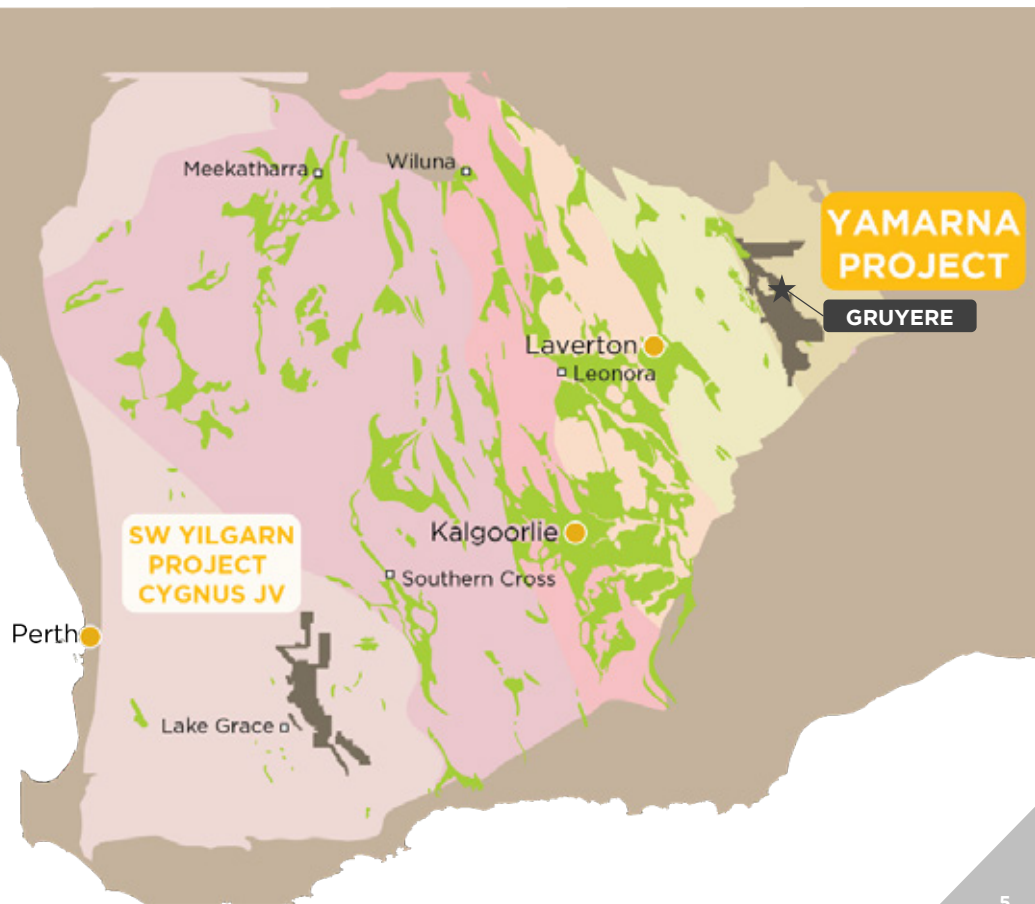 Meekatharra
Wiluna
YAMARNA
PROJECT
GRUYERE
Laverton
Leonora
Kalgoorlie
SW YILGARN
PROJECT
CYGNUS JV
Southern Cross
Perth
Lake Grace
5